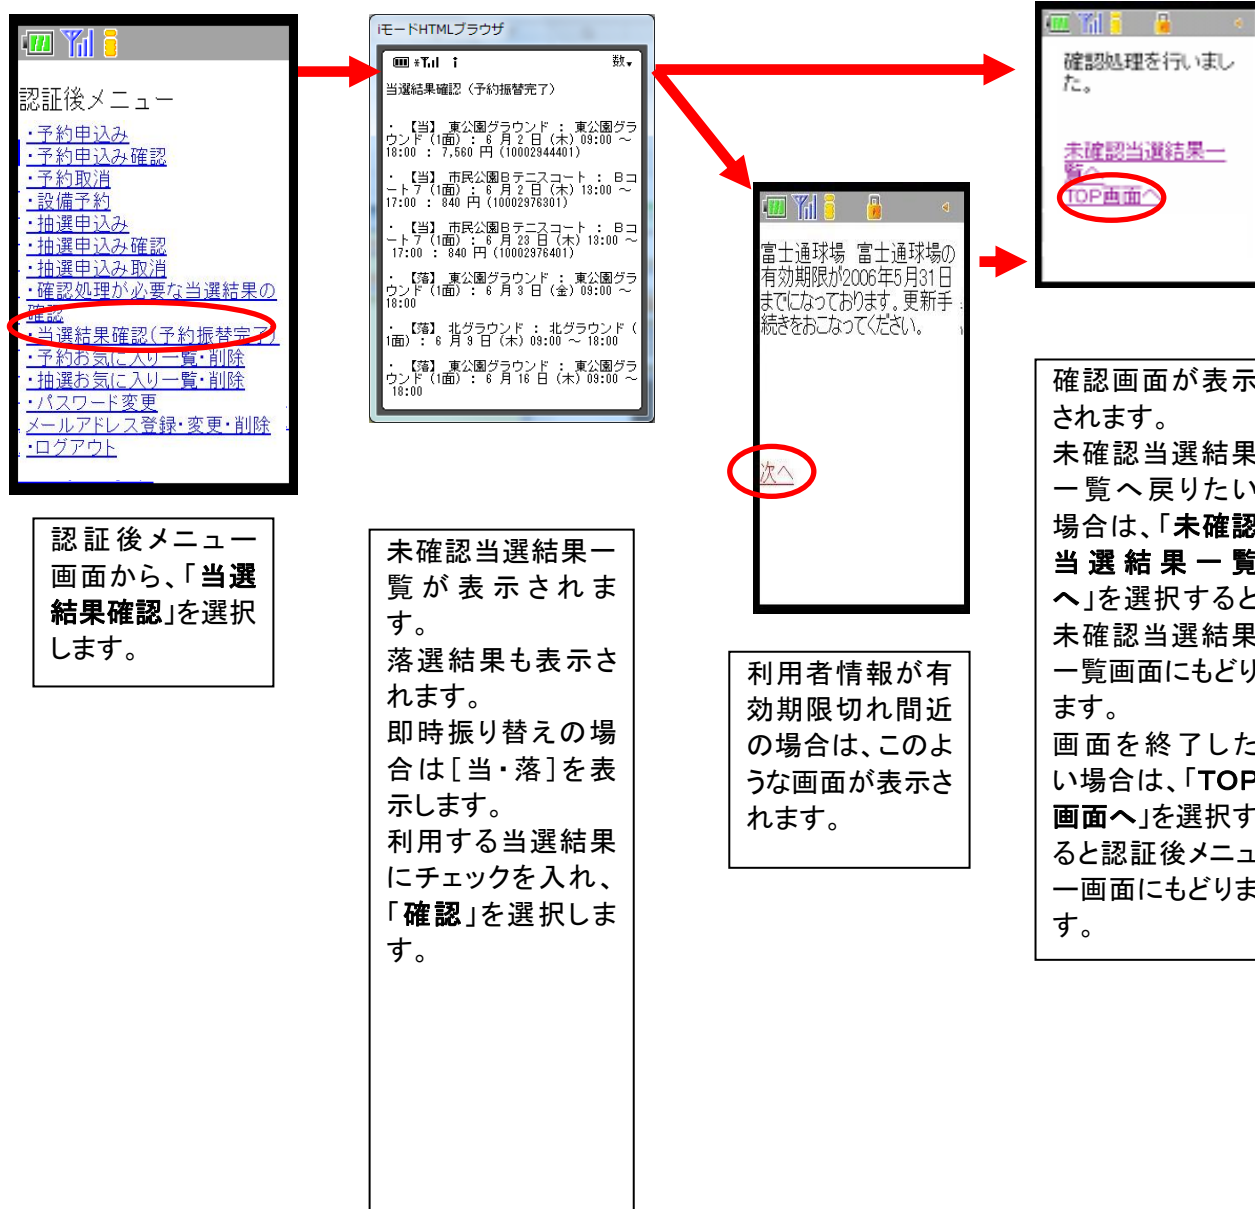 認証後メニュー
・予約申込み
・予約申込み確認
・予約取消
・設備予約
・抽選申込み
・抽選申込み確認
・抽選申込み取消
・確認処理が必要な当選結果の
確認
・当選結果確認(予約振替完了)
・予約お気に入り一覧・削除
・抽選お気に入り一覧・削除
・パスワード変更
メールアドレス登録・変更・削除
・ログアウト
認証後メニュー
画面から、「当選
結果確認」を選択
します。
iモードHTMLブラウザ
数
当選結果確認（予約振替完了）
・ 【当】 東公園グラウンド ： 東公園グラ
ウンド（1面）： 6 月 2 日（木）09:00 ～
18:00 ： 7,560 円（10002944401）
・ 【当】 市民公園Bテニスコート ： Bコ
ート7（1面）： 6 月 2 日（木）13:00 ～
17:00 ： 840 円（10002976301）
・ 【当】 市民公園Bテニスコート ： Bコ
ート7（1面）： 6 月 23 日（木）13:00 ～
17:00 ： 840 円（10002976401）
・ 【落】 東公園グラウンド ： 東公園グラ
ウンド（1面）： 6 月 3 日（金）09:00 ～
18:00
・ 【落】 北グラウンド ： 北グラウンド（
1面）： 6 月 9 日（木）09:00 ～ 18:00
・ 【落】 東公園グラウンド ： 東公園グラ
ウンド（1面）： 6 月 16 日（木）09:00 ～
18:00
未確認当選結果一
覧が表示されま
す。
落選結果も表示さ
れます。
即時振り替えの場
合は［当・落］を表
示します。
利用する当選結果
にチェックを入れ、
「確認」を選択しま
す。
富士通球場 富士通球場の
有効期限が2006年5月31日
までになっております。更新手
続きをおこなってください。
次へ
利用者情報が有
効期限切れ間近
の場合は、このよ
うな画面が表示さ
れます。
確認処理を行いまし
た。
未確認当選結果一
覧へ
TOP画面へ
確認画面が表示
されます。
未確認当選結果
一覧へ戻りたい
場合は、「未確認
当選結果一覧
へ」を選択すると
未確認当選結果
一覧画面にもどり
ます。
画面を終了した
い場合は、「TOP
画面へ」を選択す
ると認証後メニュ
ー画面にもどりま
す。